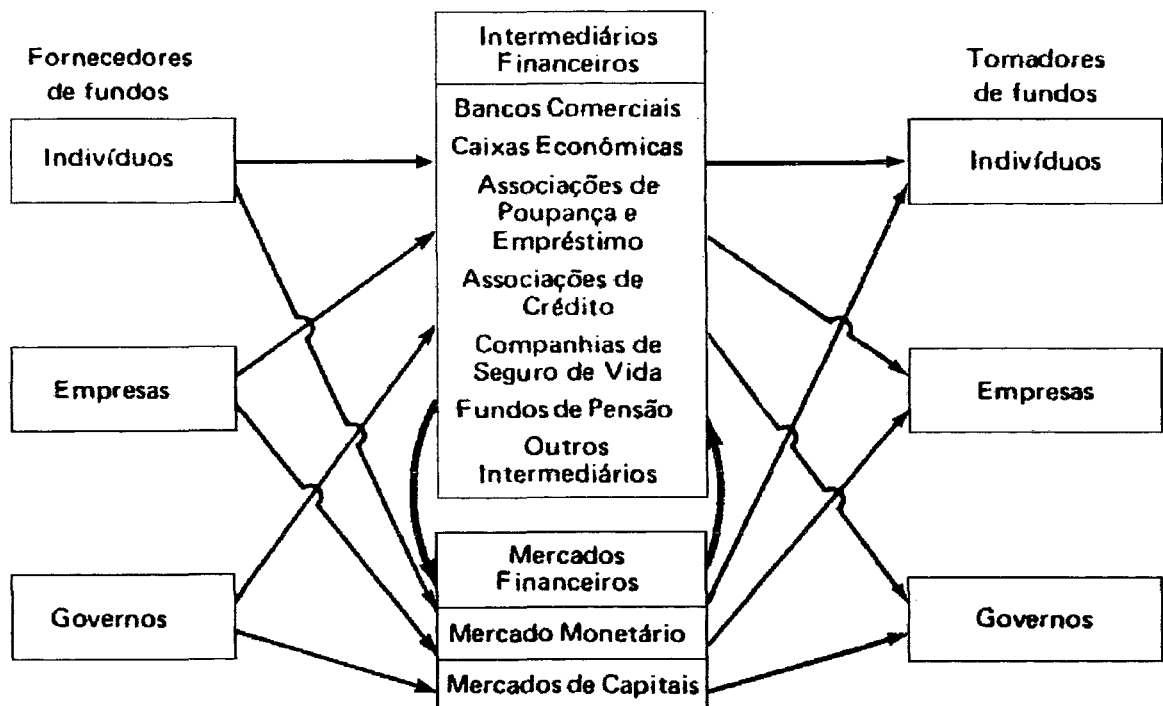 Fornecedores
de fundos
Indivíduos
Empresas
Governos
Intermediários
Financeiros
Bancos Comerciais
Caixas Econômicas
Associações de
Poupança e
Empréstimo
Associações de
Crédito
Companhias de
Seguro de Vida
Fundos de Pensão
Outros
Intermediários
Mercados
Financeiros
Mercado Monetário
Mercados de Capitais
Tomadores
de fundos
Indivíduos
Empresas
Governos